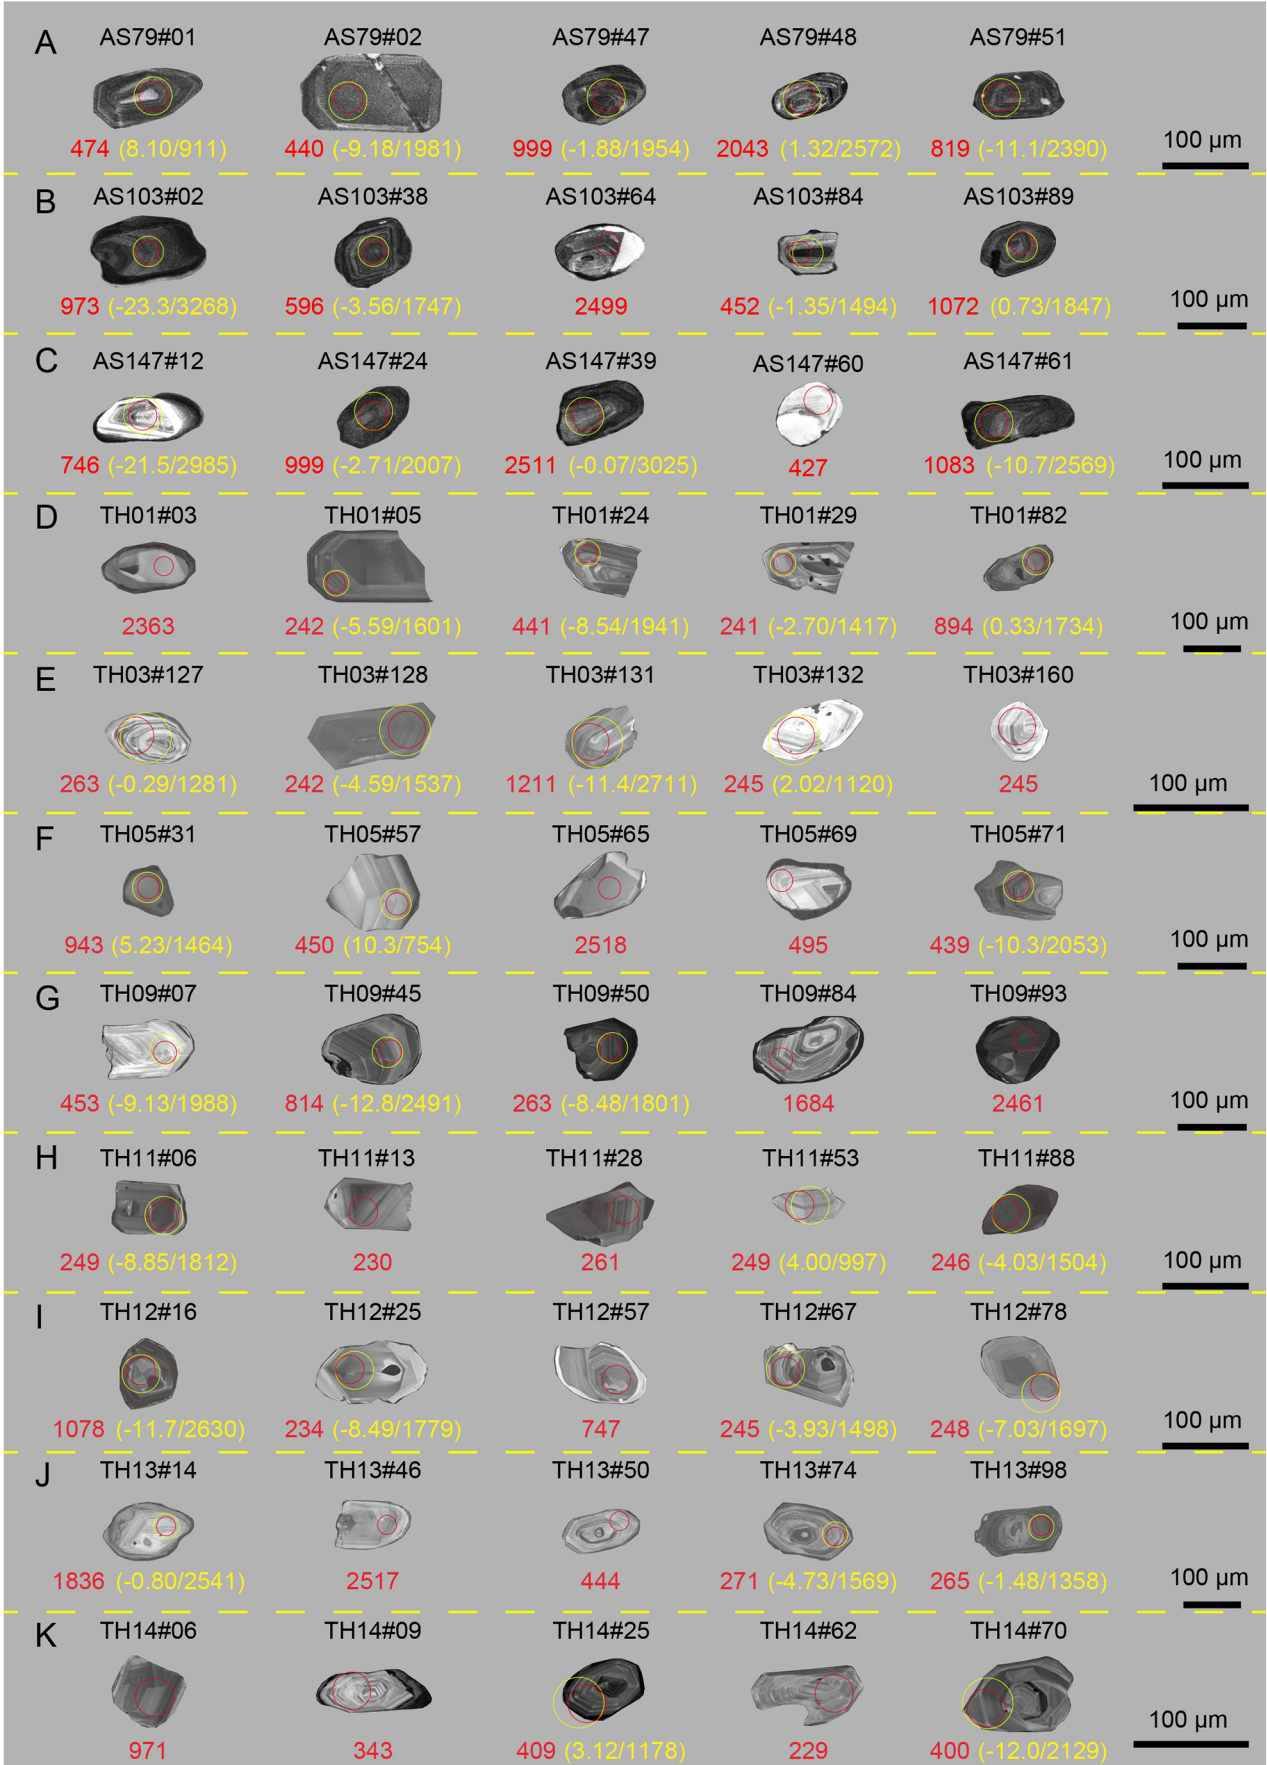 A AS79#01 AS79#02 AS79#47 AS79#48 AS79#51
474 (8.10/911) 440 (-9.18/1981) 999 (-1.88/1954) 2043 (1.32/2572) 819 (-11.1/2390) 100 µm
B AS103#02 AS103#38 AS103#64 AS103#84 AS103#89
973 (-23.3/3268) 596 (-3.56/1747) 2499 452 (-1.35/1494) 1072 (0.73/1847) 100 µm
C AS147#12 AS147#24 AS147#39 AS147#60 AS147#61
746 (-21.5/2985) 999 (-2.71/2007) 2511 (-0.07/3025) 427 1083 (-10.7/2569) 100 µm
D TH01#03 TH01#05 TH01#24 TH01#29 TH01#82
2363 242 (-5.59/1601) 441 (-8.54/1941) 241 (-2.70/1417) 894 (0.33/1734) 100 µm
E TH03#127 TH03#128 TH03#131 TH03#132 TH03#160
263 (-0.29/1281) 242 (-4.59/1537) 1211 (-11.4/2711) 245 (2.02/1120) 245 100 µm
F TH05#31 TH05#57 TH05#65 TH05#69 TH05#71
943 (5.23/1464) 450 (10.3/754) 2518 495 439 (-10.3/2053) 100 µm
G TH09#07 TH09#45 TH09#50 TH09#84 TH09#93
453 (-9.13/1988) 814 (-12.8/2491) 263 (-8.48/1801) 1684 2461 100 µm
H TH11#06 TH11#13 TH11#28 TH11#53 TH11#88
249 (-8.85/1812) 230 261 249 (4.00/997) 246 (-4.03/1504) 100 µm
I TH12#16 TH12#25 TH12#57 TH12#67 TH12#78
1078 (-11.7/2630) 234 (-8.49/1779) 747 245 (-3.93/1498) 248 (-7.03/1697) 100 µm
J TH13#14 TH13#46 TH13#50 TH13#74 TH13#98
1836 (-0.80/2541) 2517 444 271 (-4.73/1569) 265 (-1.48/1358) 100 µm
K TH14#06 TH14#09 TH14#25 TH14#62 TH14#70
971 343 409 (3.12/1178) 229 400 (-12.0/2129) 100 µm